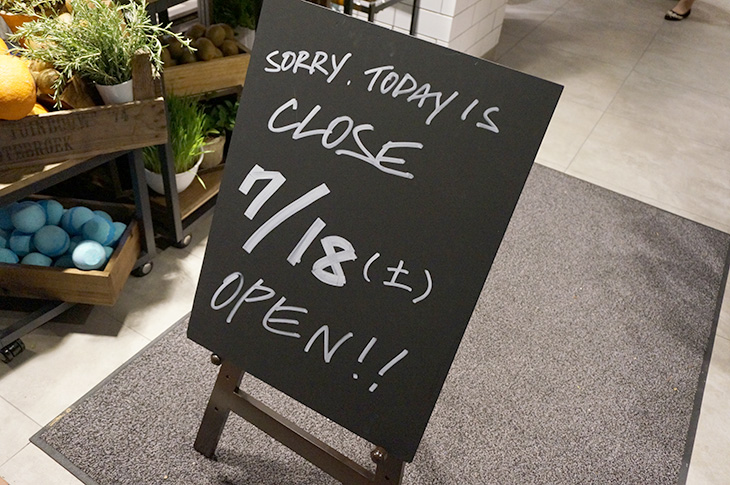 SORRY. TODAY IS
CLOSE
7/18(土)
OPEN!!